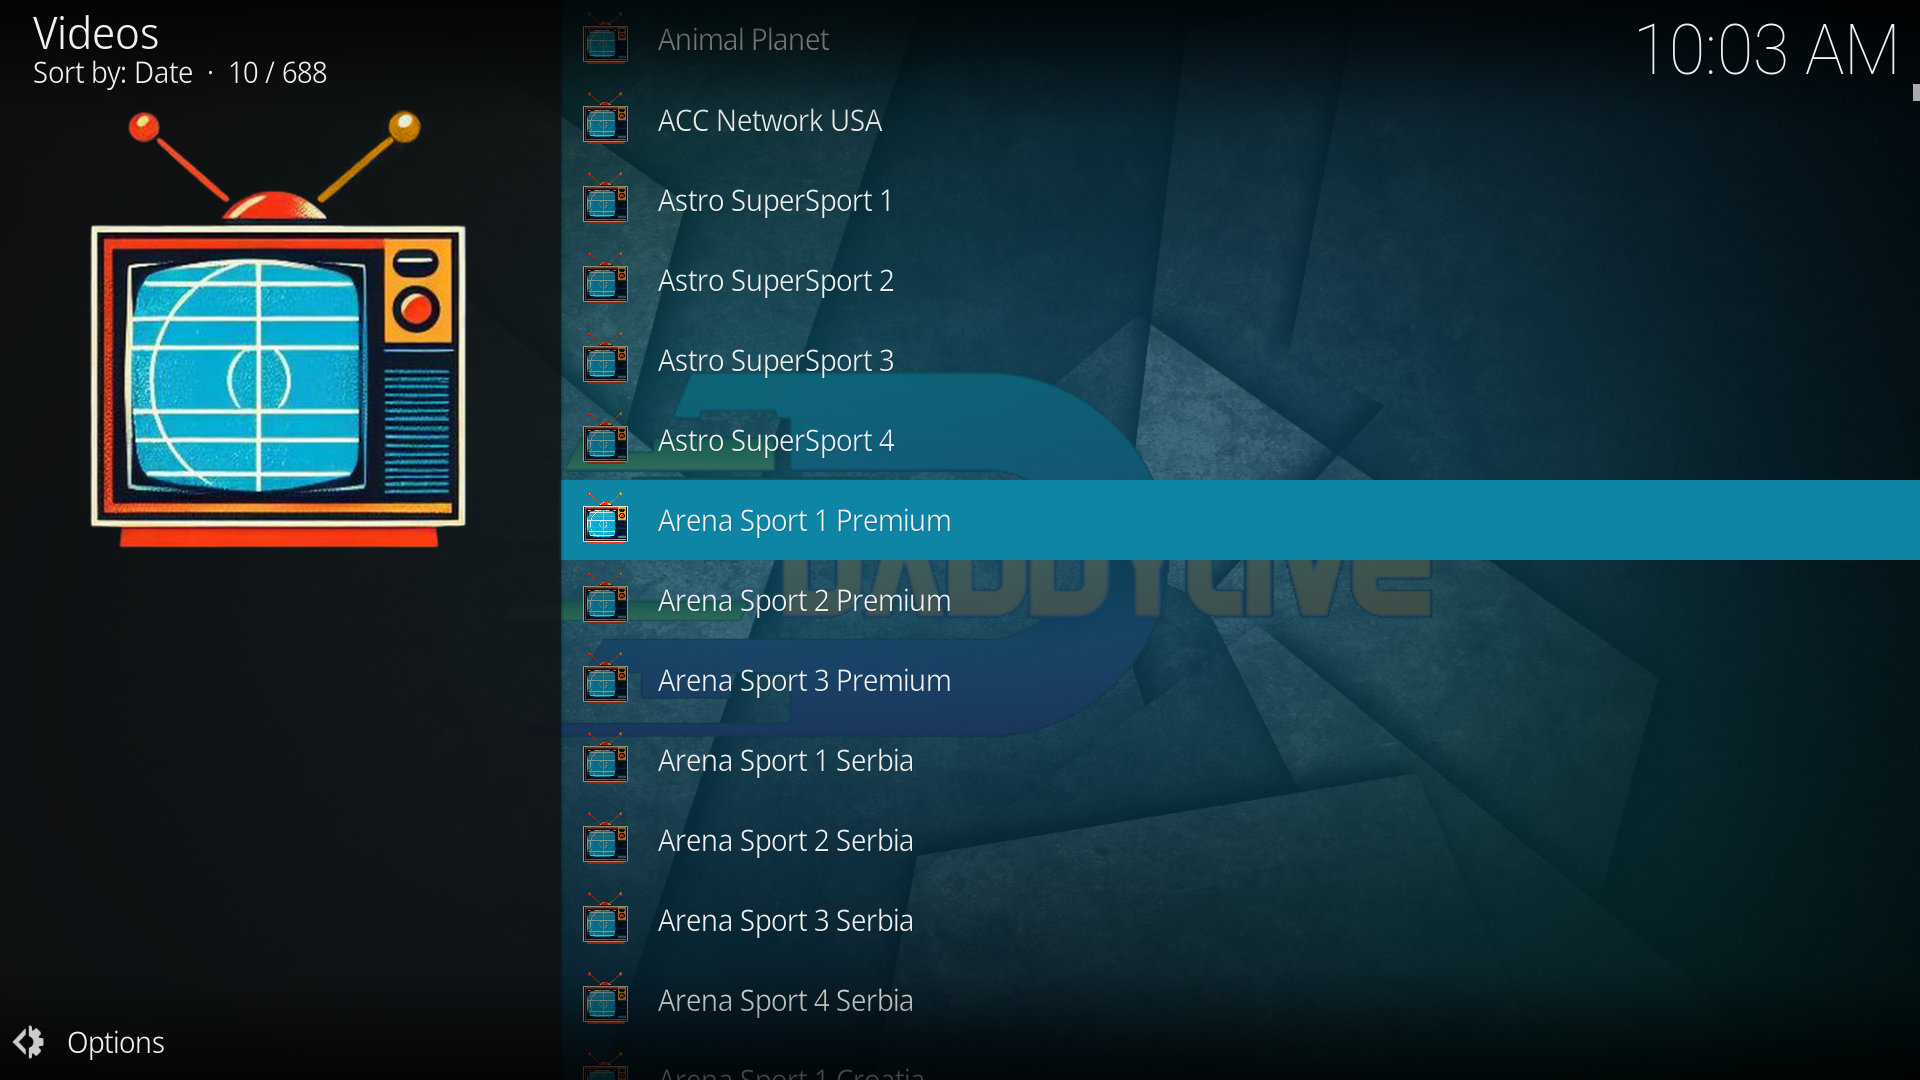 Videos
Sort by: Date · 10 / 688
10:03 AM
Animal Planet
ACC Network USA
Astro SuperSport 1
Astro SuperSport 2
Astro SuperSport 3
Astro SuperSport 4
Arena Sport 1 Premium
DADDYLIVE
Arena Sport 2 Premium
Arena Sport 3 Premium
Arena Sport 1 Serbia
Arena Sport 2 Serbia
Arena Sport 3 Serbia
Arena Sport 4 Serbia
Arena Sport 1 Croatia
Options